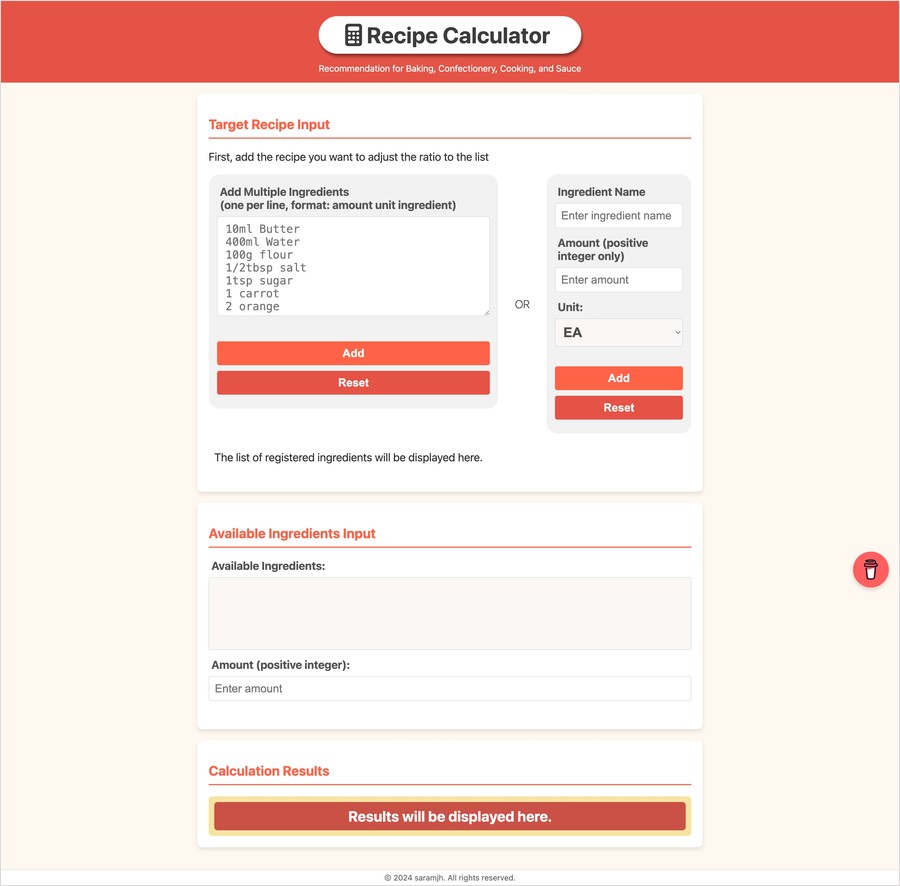 Recipe Calculator
Recommendation for Baking, Confectionery, Cooking, and Sauce
Target Recipe Input
First, add the recipe you want to adjust the ratio to the list
Add Multiple Ingredients
(one per line, format: amount unit ingredient)
10ml Butter
400ml Water
100g flour
1/2tbsp salt
1tsp sugar
1 carrot
2 orange
Add
Reset
OR
Ingredient Name
Enter ingredient name
Amount (positive
integer only)
Enter amount
Unit:
EA
Add
Reset
The list of registered ingredients will be displayed here.
Available Ingredients Input
Available Ingredients:
Amount (positive integer):
Enter amount
Calculation Results
Results will be displayed here.
© 2024 saramjh. All rights reserved.